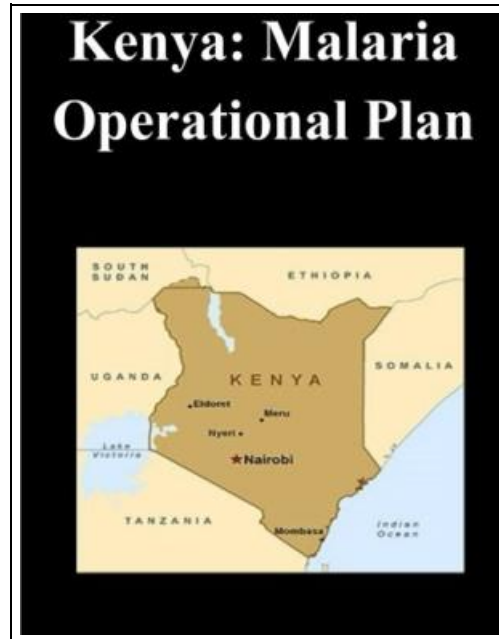 Kenya: Malaria
Operational Plan
SOUTH
SUDAN
ETHIOPIA
SOMALIA
UGANDA
KENYA
Eldoret
Meru
Nyeri
Lake
Victoria
Nairobi
TANZANIA
Mombasa
Indian
Ocean